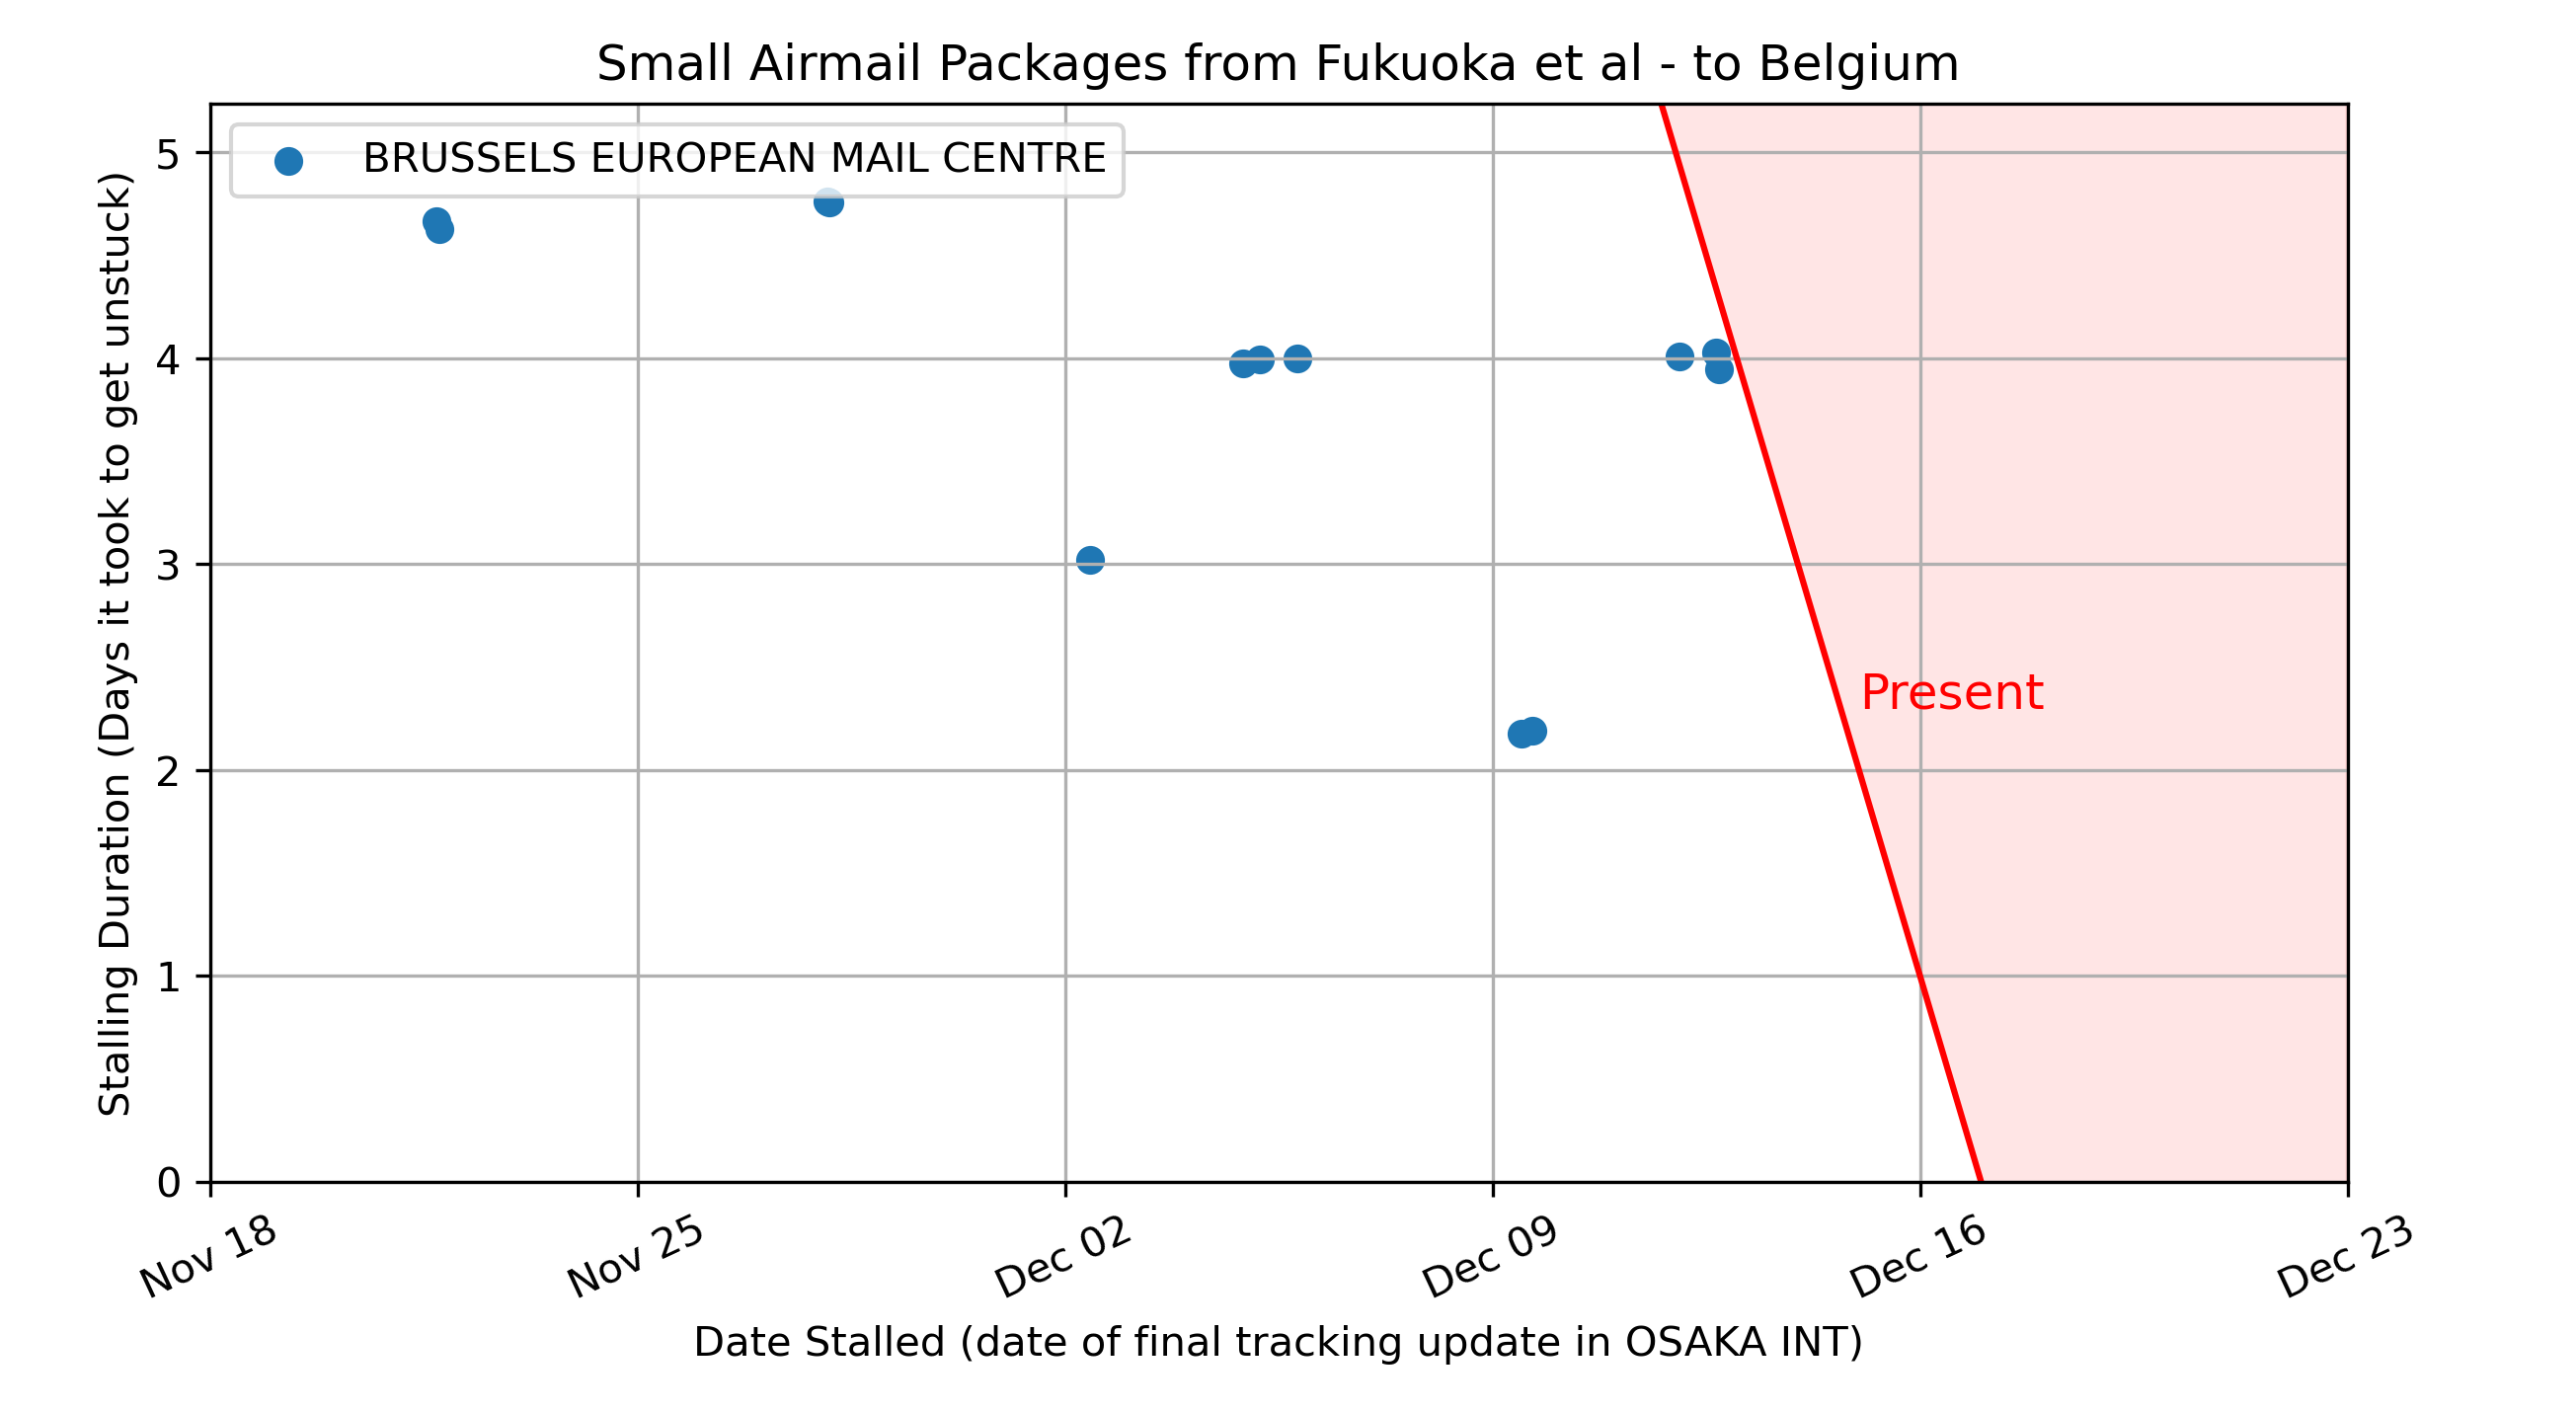 Small Airmail Packages from Fukuoka et al - to Belgium
BRUSSELS EUROPEAN MAIL CENTRE
Stalling Duration (Days it took to get unstuck)
5
4
3
2
1
0
Present
Nov 18
Nov 25
Dec 02
Dec 09
Dec 16
Dec 23
Date Stalled (date of final tracking update in OSAKA INT)